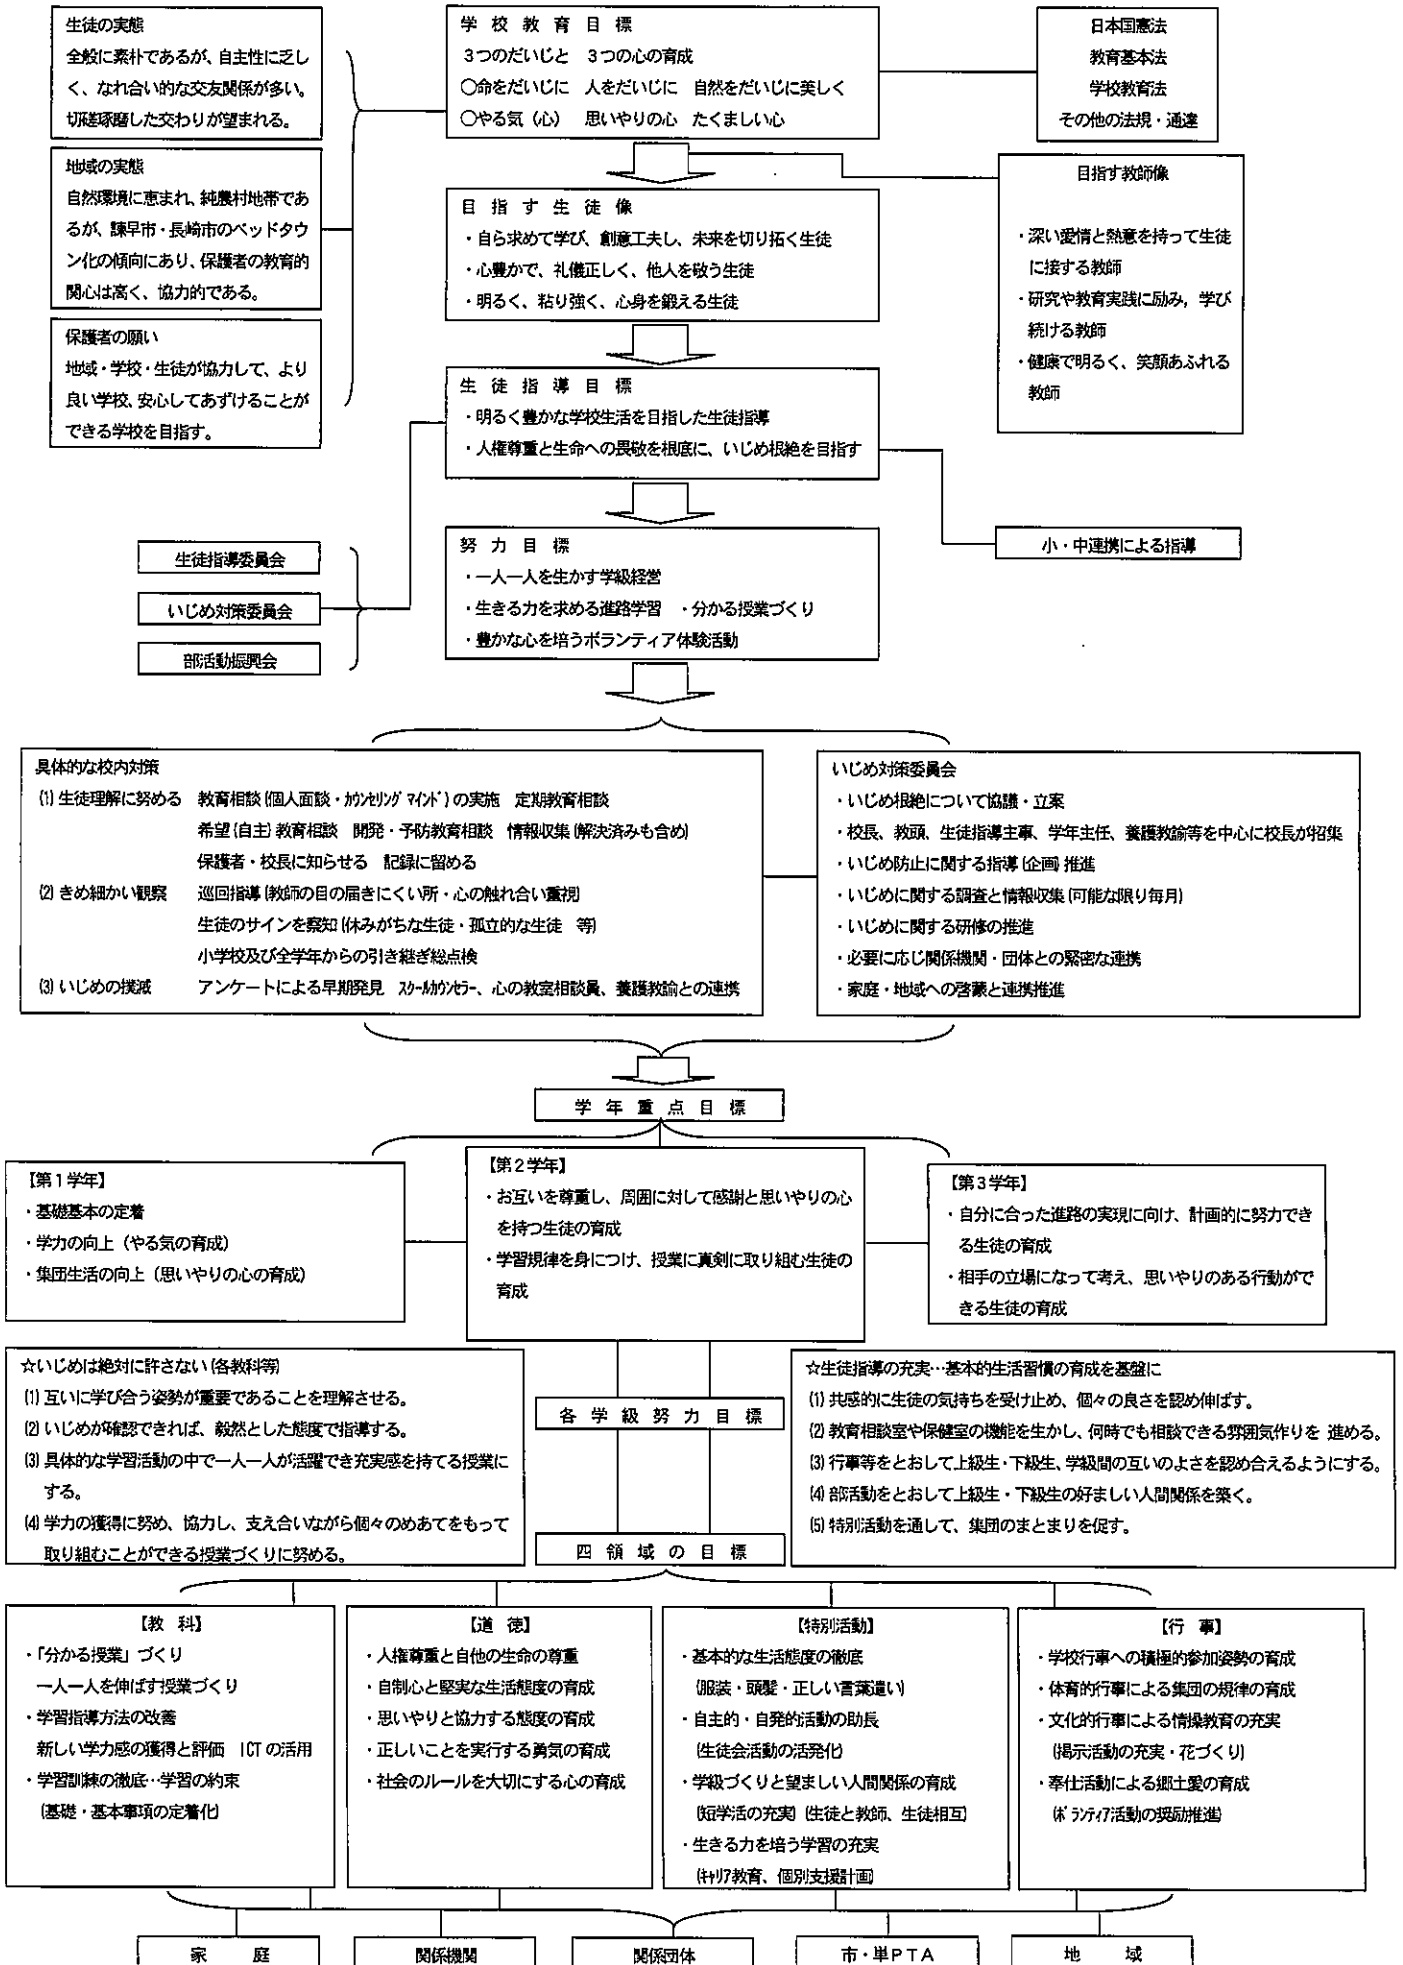 生徒の実態
全般に素朴であるが、自主性に乏し
く、なれ合い的な交友関係が多い。
切磋琢磨した交わりが望まれる。
学校教育目標
3つのだいじと 3つの心の育成
○命をだいじに 人をだいじに 自然をだいじに美しく
○やる気(心) 思いやりの心 たくましい心
日本国憲法
教育基本法
学校教育法
その他の法規・通達
地域の実態
自然環境に恵まれ、純農村地帯であ
るが、諫早市・長崎市のベッドタウ
ン化の傾向にあり、保護者の教育的
関心は高く、協力的である。
目指す生徒像
・自ら求めて学び、創意工夫し、未来を切り拓く生徒
・心豊かで、礼儀正しく、他人を敬う生徒
・明るく、粘り強く、心身を鍛える生徒
目指す教師像
・深い愛情と熱意を持って生徒
に接する教師
・研究や教育実践に励み，学び
続ける教師
・健康で明るく、笑顔あふれる
教師
保護者の願い
地域・学校・生徒が協力して、より
良い学校、安心してあずけることが
できる学校を目指す。
生徒指導目標
・明るく豊かな学校生活を目指した生徒指導
・人権尊重と生命への畏敬を根底に、いじめ根絶を目指す
生徒指導委員会
いじめ対策委員会
部活動振興会
努力目標
・一人一人を生かす学級経営
・生きる力を求める進路学習 ・分かる授業づくり
・豊かな心を培うボランティア体験活動
小・中連携による指導
具体的な校内対策
(1) 生徒理解に努める 教育相談(個人面談・カウンセリングマインド)の実施 定期教育相談
希望(自主)教育相談 開発・予防教育相談 情報収集(解決済みも含め)
保護者・校長に知らせる 記録に留める
(2) きめ細かい観察 巡回指導(教師の目の届きにくい所・心の触れ合い重視)
生徒のサインを察知(休みがちな生徒・孤立的な生徒 等)
小学校及び全学年からの引き継ぎ総点検
(3) いじめの撲滅 アンケートによる早期発見 スクールカウンセラー、心の教室相談員、養護教諭との連携
いじめ対策委員会
・いじめ根絶について協議・立案
・校長、教頭、生徒指導主事、学年主任、養護教諭等を中心に校長が招集
・いじめ防止に関する指導(企画)推進
・いじめに関する調査と情報収集(可能な限り毎月)
・いじめに関する研修の推進
・必要に応じ関係機関・団体との緊密な連携
・家庭・地域への啓蒙と連携推進
学年重点目標
【第1学年】
・基礎基本の定着
・学力の向上(やる気の育成)
・集団生活の向上(思いやりの心の育成)
【第2学年】
・お互いを尊重し、周囲に対して感謝と思いやりの心
を持つ生徒の育成
・学習規律を身につけ、授業に真剣に取り組む生徒の
育成
【第3学年】
・自分に合った進路の実現に向け、計画的に努力でき
る生徒の育成
・相手の立場になって考え、思いやりのある行動がで
きる生徒の育成
☆いじめは絶対に許さない(各教科等)
(1) 互いに学び合う姿勢が重要であることを理解させる。
(2) いじめが確認できれば、毅然とした態度で指導する。
(3) 具体的な学習活動の中で一人一人が活躍でき充実感を持てる授業に
する。
(4) 学力の獲得に努め、協力し、支え合いながら個々のめあてをもって
取り組むことができる授業づくりに努める。
各学級努力目標
四領域の目標
☆生徒指導の充実…基本的生活習慣の育成を基盤に
(1) 共感的に生徒の気持ちを受け止め、個々の良さを認め伸ばす。
(2) 教育相談室や保健室の機能を生かし、何時でも相談できる雰囲気作りを 進める。
(3) 行事等をとおして上級生・下級生、学級間の互いのよさを認め合えるようにする。
(4) 部活動をとおして上級生・下級生の好ましい人間関係を築く。
(5) 特別活動を通して、集団のまとまりを促す。
【教 科】
・「分かる授業」づくり
一人一人を伸ばす授業づくり
・学習指導方法の改善
新しい学力感の獲得と評価 ICTの活用
・学習訓練の徹底…学習の約束
(基礎・基本事項の定着化)
【道 徳】
・人権尊重と自他の生命の尊重
・自制心と堅実な生活態度の育成
・思いやりと協力する態度の育成
・正しいことを実行する勇気の育成
・社会のルールを大切にする心の育成
【特別活動】
・基本的な生活態度の徹底
(服装・頭髪・正しい言葉遣い)
・自主的・自発的活動の助長
(生徒会活動の活発化)
・学級づくりと望ましい人間関係の育成
(短学活の充実)(生徒と教師、生徒相互)
・生きる力を培う学習の充実
(キャリア教育、個別支援計画)
【行 事】
・学校行事への積極的参加姿勢の育成
・体育的行事による集団の規律の育成
・文化的行事による情操教育の充実
(掲示活動の充実・花づくり)
・奉仕活動による郷土愛の育成
(ボランティア活動の奨励推進)
家 庭
関係機関
関係団体
市・単PTA
地 域